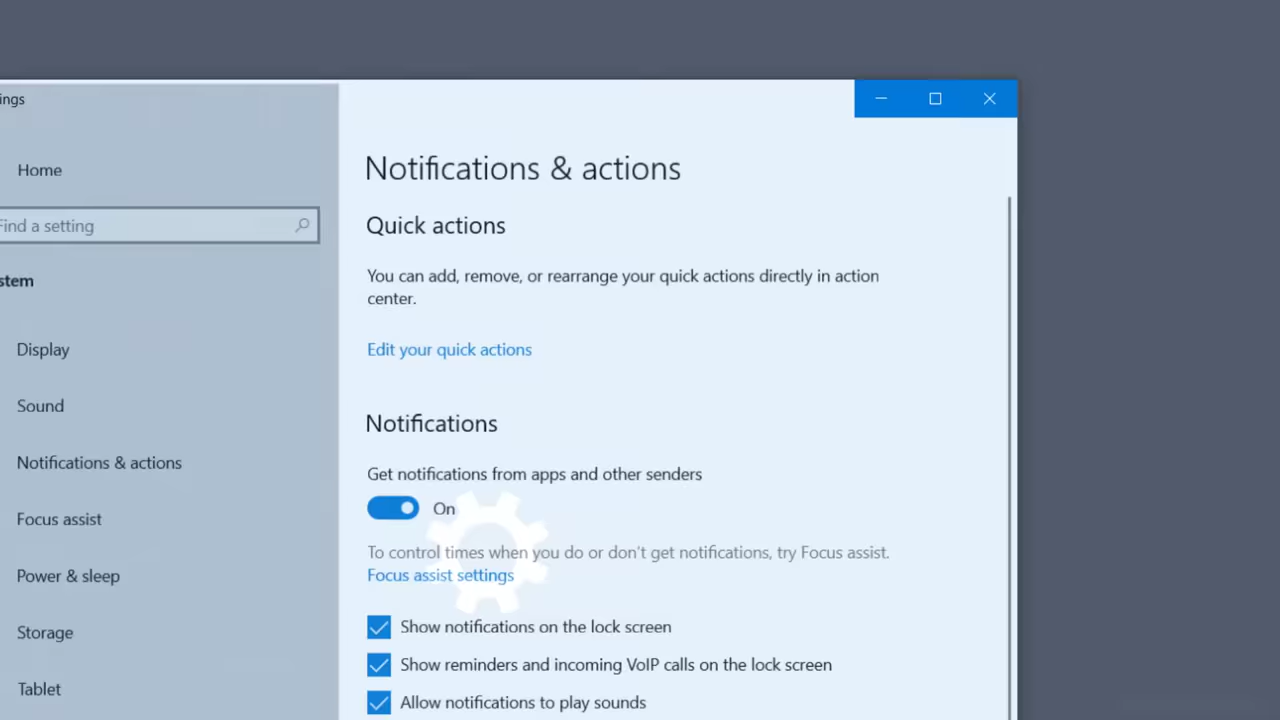 ings
Home
Find a setting
stem
Display
Sound
Notifications & actions
Focus assist
Power & sleep
Storage
Tablet
Notifications & actions
Quick actions
You can add, remove, or rearrange your quick actions directly in action
center.
Edit your quick actions
Notifications
Get notifications from apps and other senders
On
To control times when you do or don't get notifications, try Focus assist.
Focus assist settings
Show notifications on the lock screen
Show reminders and incoming VoIP calls on the lock screen
Allow notifications to play sounds